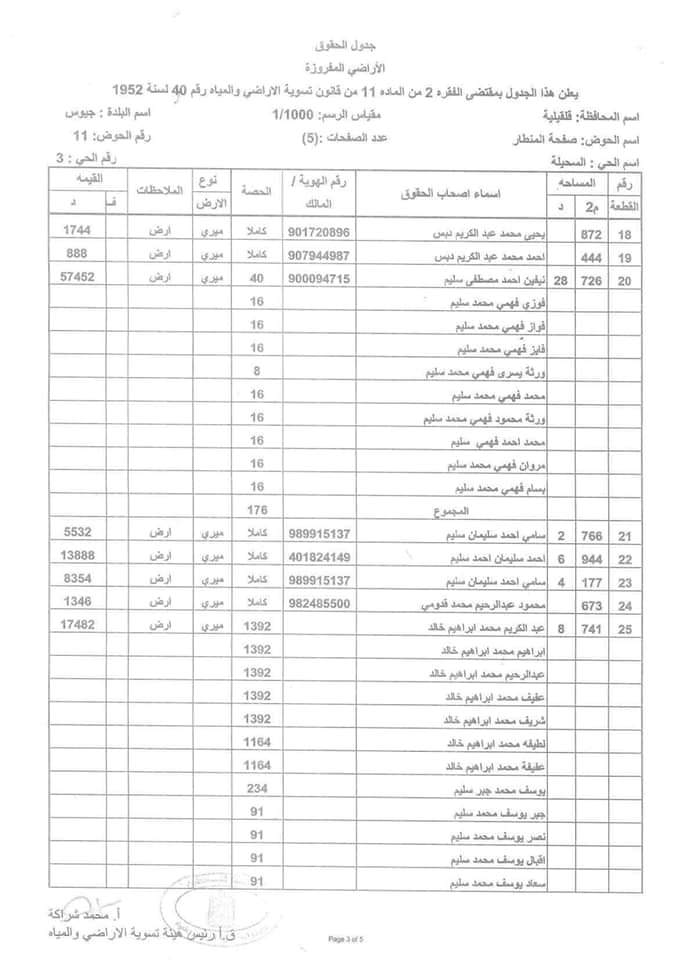 جدول الحقوق
الأراضي المفروزة
يعلن هذا الجدول بمقتضى الفقره 2 من الماده 11 من قانون تسوية الاراضي والمياه رقم 40 لسنة 1952
اسم المحافظة: قلقيلية مقياس الرسم: 1/1000 اسم البلدة : جيوس
اسم الحوض: صفحة المنطار عدد الصفحات :(5) رقم الحوض: 11
اسم الحي : السحيلة رقم الحي : 3
رقم القطعة المساحه م2 د اسماء اصحاب الحقوق رقم الهوية / المالك الحصة نوع الارض الملاحظات القيمه ف د
18 872 يحيى محمد عبد الكريم دبس 901720896 كاملا ميري ارض 1744
19 444 احمد محمد عبد الكريم دبس 907944987 كاملا ميري ارض 888
20 726 28 نيفين احمد مصطفى سليم 900094715 40 ميري ارض 57452
فوزي فهمي محمد سليم 16
فواز فهمي محمد سليم 16
فايز فهمي محمد سليم 16
ورثة يسرى فهمي محمد سليم 8
محمد فهمي محمد سليم 16
ورثة محمود فهمي محمد سليم 16
محمد احمد فهمي سليم 16
مروان فهمي محمد سليم 16
بسام فهمي محمد سليم 16
المجموع 176
21 766 2 سامي احمد سليمان سليم 989915137 كاملا ميري ارض 5532
22 944 6 احمد سليمان احمد سليم 401824149 كاملا ميري ارض 13888
23 177 4 سامي احمد سليمان سليم 989915137 كاملا ميري ارض 8354
24 673 محمود عبدالرحيم محمد قدومي 982485500 كاملا ميري ارض 1346
25 741 8 عبد الكريم محمد ابراهيم خالد 1392 ميري ارض 17482
ابراهيم محمد ابراهيم خالد 1392
عبدالرحيم محمد ابراهيم خالد 1392
عفيف محمد ابراهيم خالد 1392
شريف محمد ابراهيم خالد 1392
لطيفه محمد ابراهيم خالد 1164
عفيفة محمد ابراهيم خالد 1164
يوسف محمد جبر سليم 234
جبر يوسف محمد سليم 91
نصر يوسف محمد سليم 91
اقبال يوسف محمد سليم 91
سعاد يوسف محمد سليم 91
أ. محمد شراكة
ق.أ رئيس هيئة تسوية الاراضي والمياه
Page 3 of 5